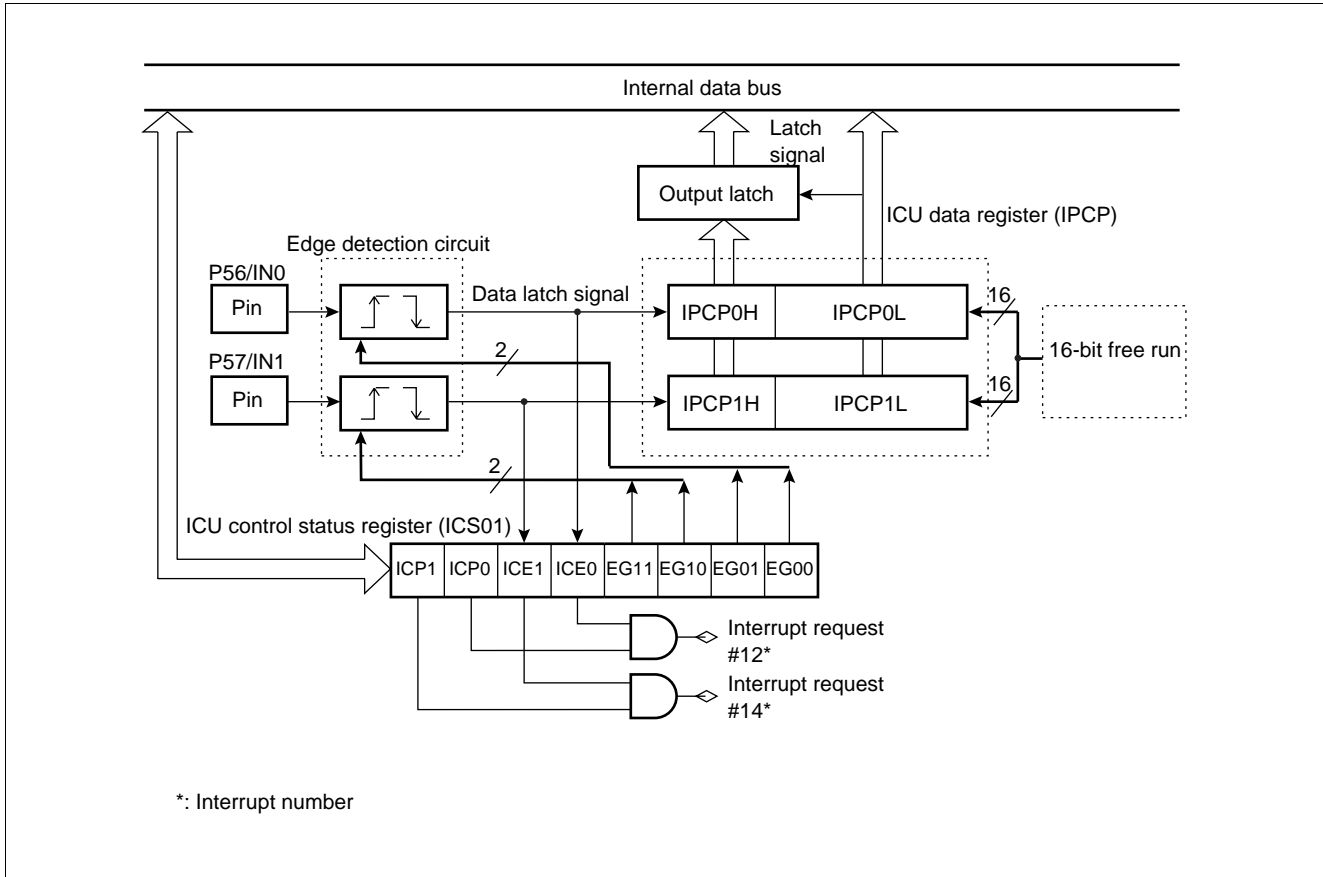 Internal data bus
Latch
signal
Output latch
ICU data register (IPCP)
Edge detection circuit
P56/IN0
Pin
Data latch signal
IPCP0H
IPCP0L
16
16-bit free run
2
P57/IN1
Pin
IPCP1H
IPCP1L
16
2
ICU control status register (ICS01)
ICP1
ICP0
ICE1
ICE0
EG11
EG10
EG01
EG00
Interrupt request
#12*
Interrupt request
#14*
*: Interrupt number